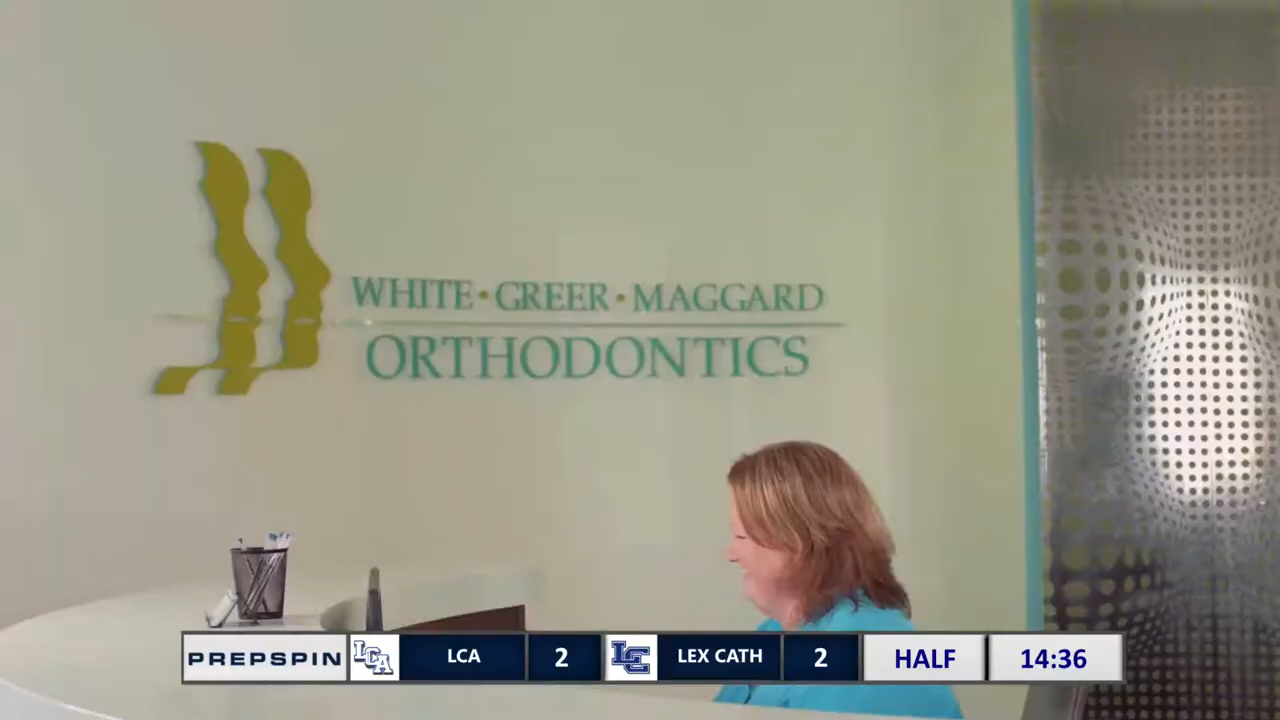 WHITE·GREER·MAGGARD
ORTHODONTICS
PREPSPIN LCA LCA 2 LC LEX CATH 2 HALF 14:36